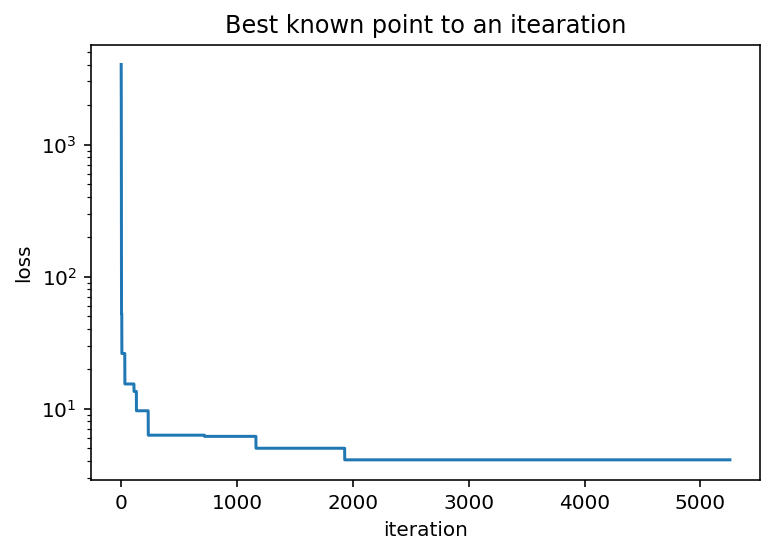 Best known point to an itearation
loss
10³
10²
10¹
0 1000 2000 3000 4000 5000
iteration